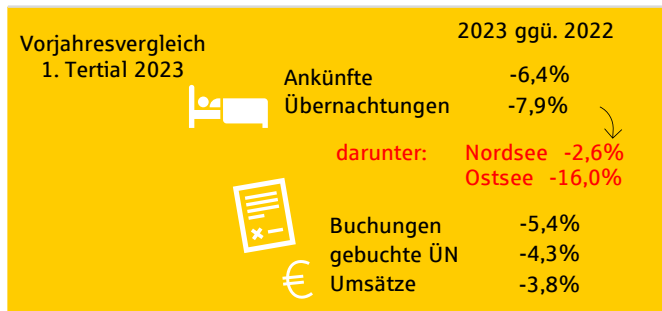 Vorjahresvergleich
1. Tertial 2023
2023 ggü. 2022
Ankünfte -6,4%
Übernachtungen -7,9%
darunter: Nordsee -2,6%
Ostsee -16,0%
Buchungen -5,4%
gebuchte ÜN -4,3%
€ Umsätze -3,8%